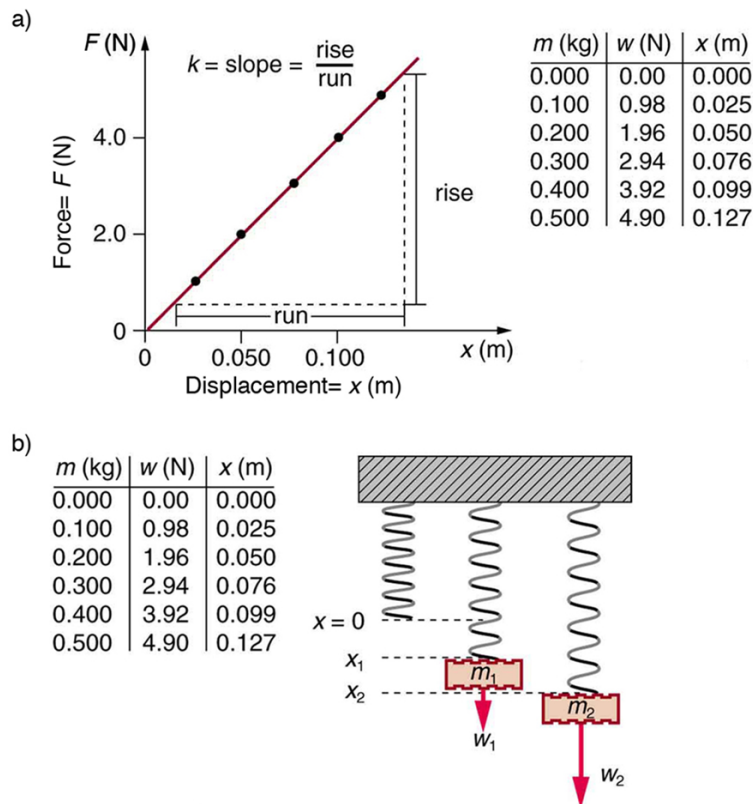 a)
F (N)
k = slope = rise
run
4.0
2.0
0
Force= F (N)
rise
run
0
0.050
0.100
x (m)
Displacement= x (m)
m (kg) w (N) x (m)
0.000 0.00 0.000
0.100 0.98 0.025
0.200 1.96 0.050
0.300 2.94 0.076
0.400 3.92 0.099
0.500 4.90 0.127
b)
m (kg) w (N) x (m)
0.000 0.00 0.000
0.100 0.98 0.025
0.200 1.96 0.050
0.300 2.94 0.076
0.400 3.92 0.099
0.500 4.90 0.127
x = 0
x₁
x₂
m₁
m₂
w₁
w₂